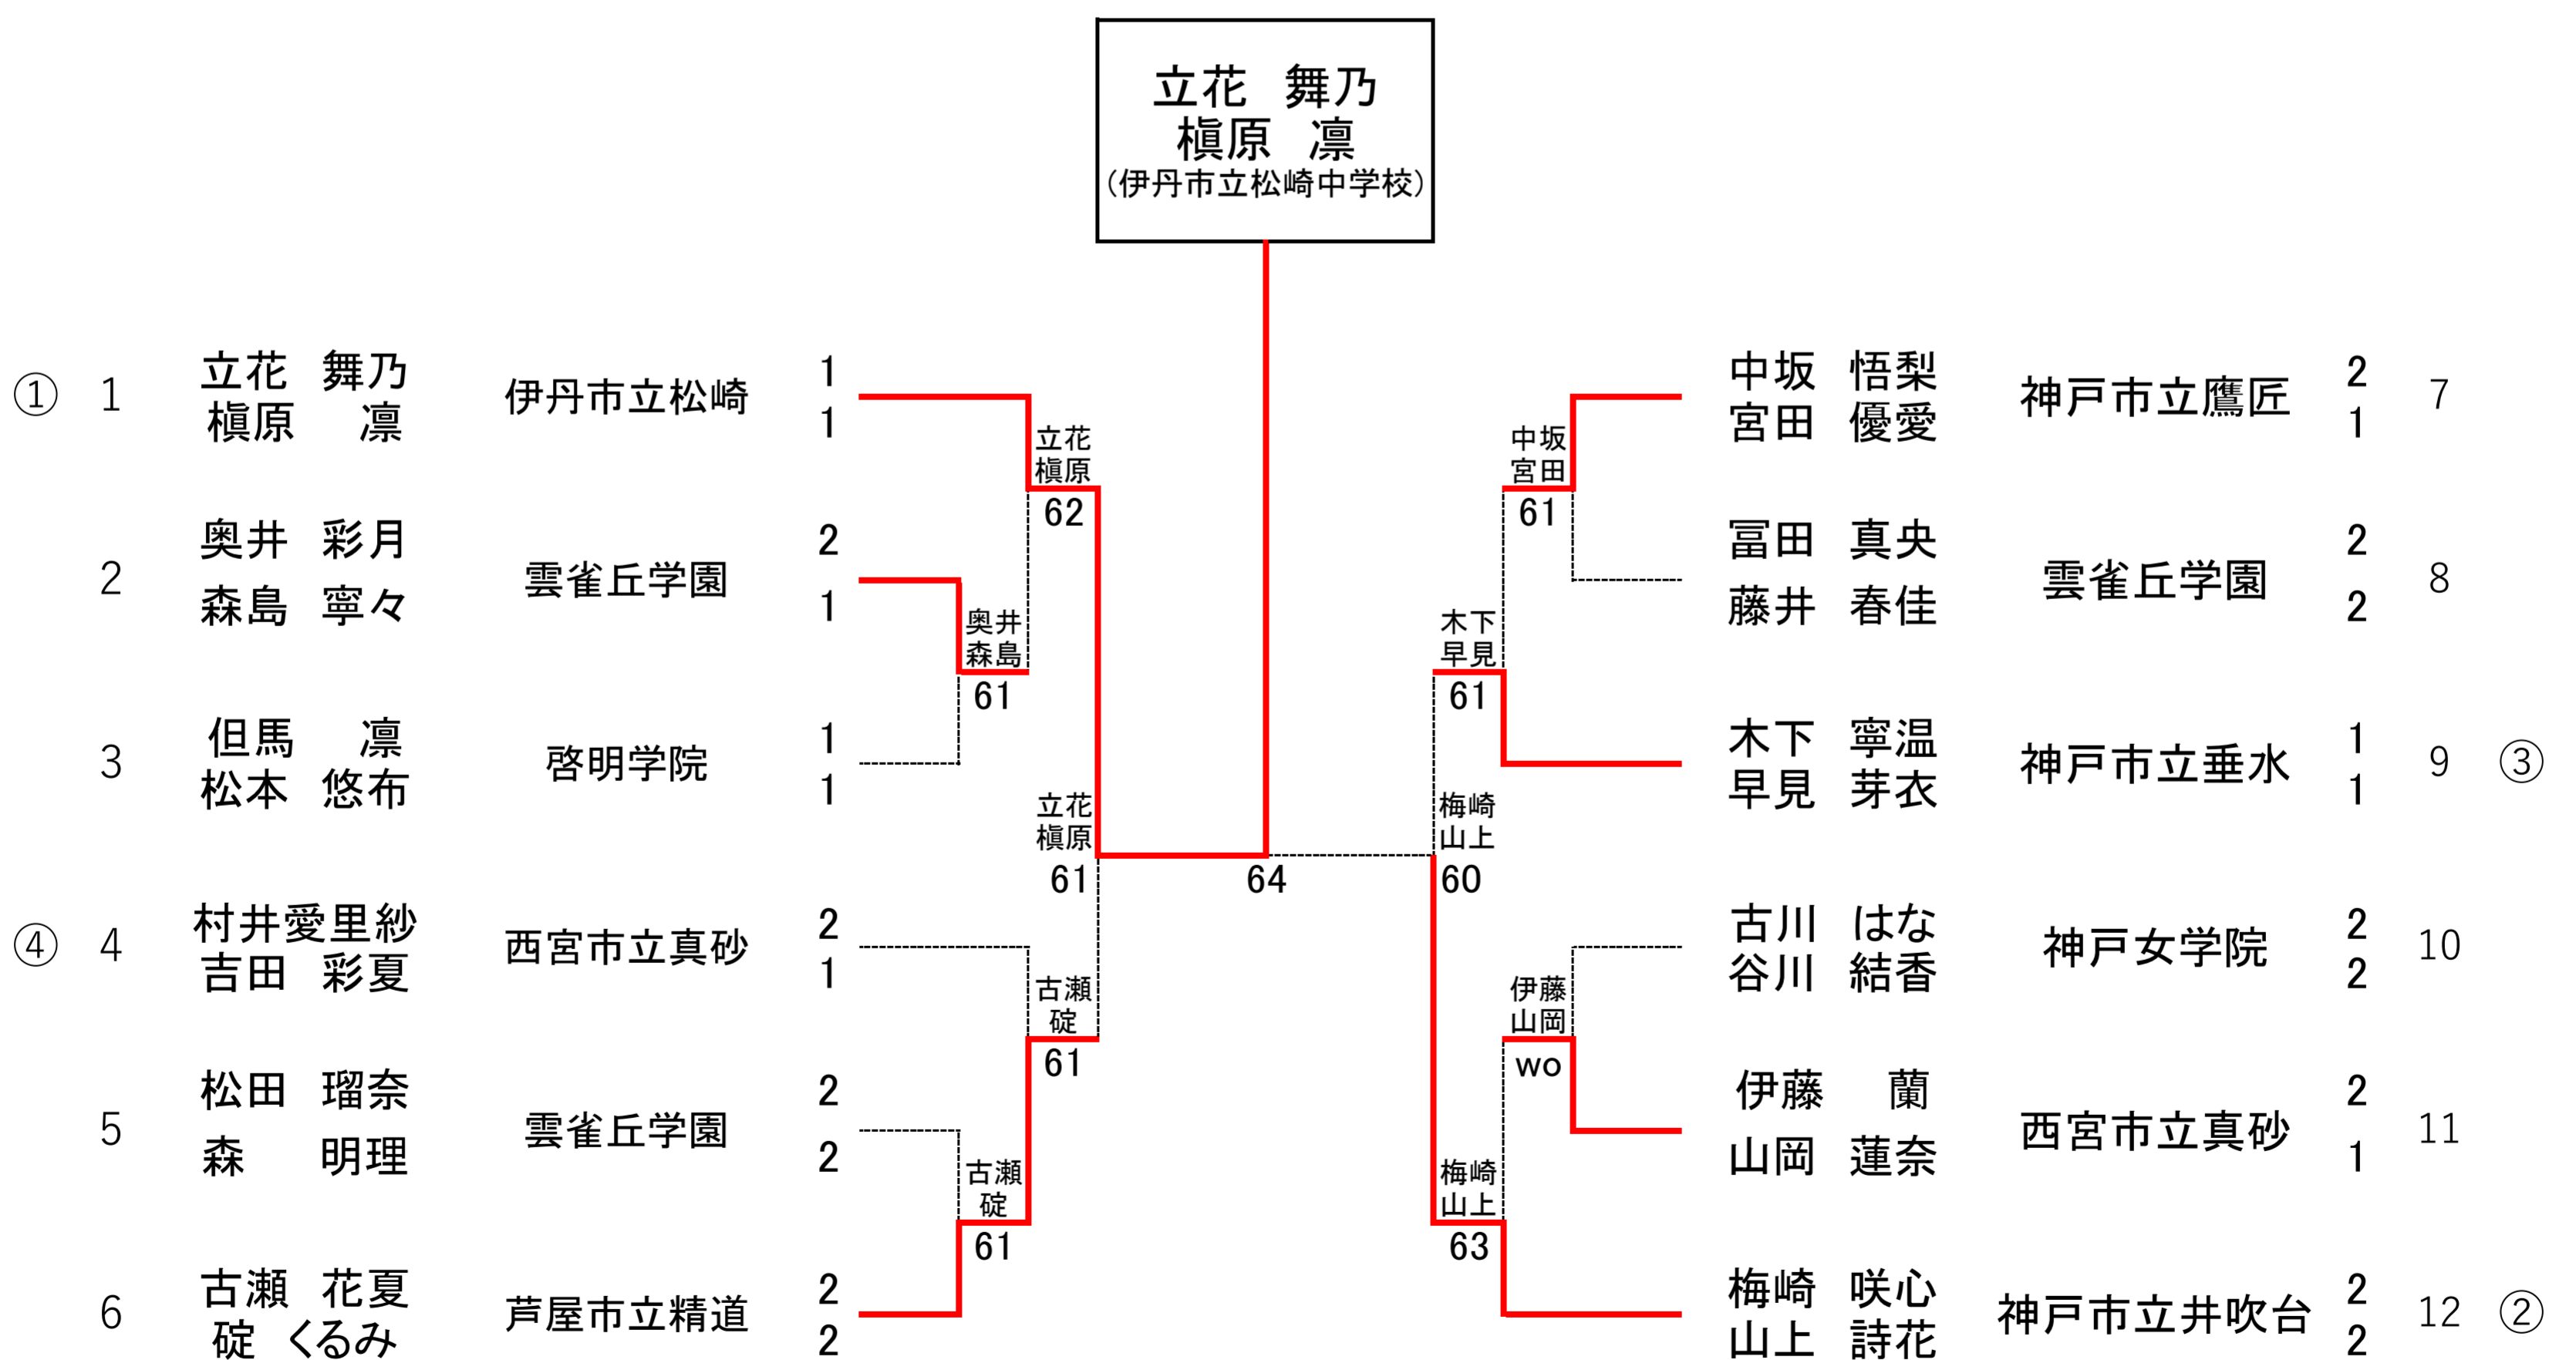 立花 舞乃
槇原 凛
(伊丹市立松崎中学校)
① 1 立花 舞乃 伊丹市立松崎 1
槇原 凛 1
立花
槇原
62
2 奥井 彩月 雲雀丘学園 2
森島 寧々 1
奥井
森島
61
3 但馬 凛 啓明学院 1
松本 悠布 1
立花
槇原
61
④ 4 村井愛里紗 西宮市立真砂 2
吉田 彩夏 1
古瀬
碇
61
5 松田 瑠奈 雲雀丘学園 2
森 明理 2
古瀬
碇
61
6 古瀬 花夏 芦屋市立精道 2
碇 くるみ 2
64
中坂 悟梨 神戸市立鷹匠 2 7
宮田 優愛 1
中坂
宮田
61
冨田 真央 雲雀丘学園 2 8
藤井 春佳 2
木下
早見
61
木下 寧温 神戸市立垂水 1 9 ③
早見 芽衣 1
梅崎
山上
60
古川 はな 神戸女学院 2 10
谷川 結香 2
伊藤
山岡
wo
伊藤 蘭 西宮市立真砂 2 11
山岡 蓮奈 1
梅崎
山上
63
梅崎 咲心 神戸市立井吹台 2 12 ②
山上 詩花 2